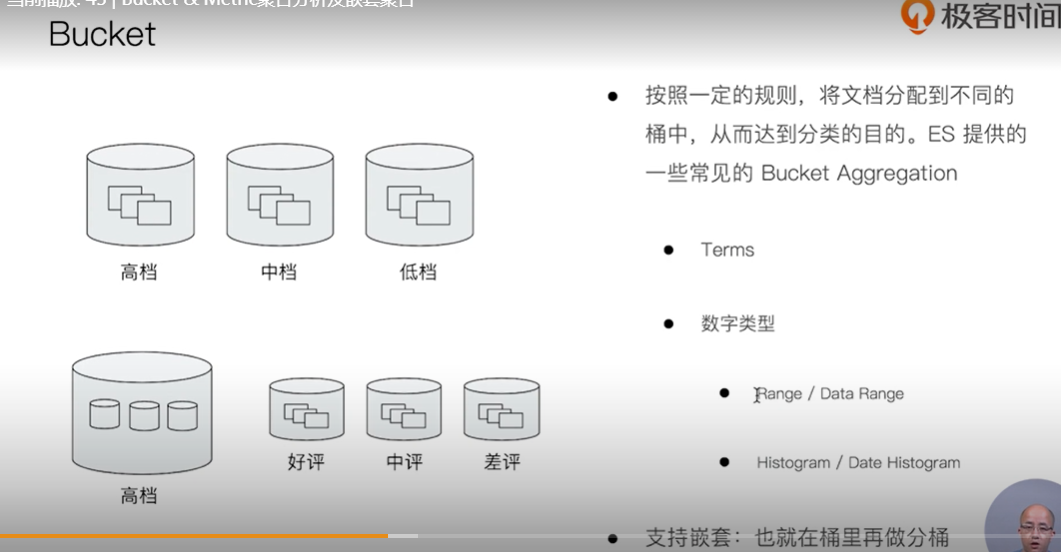 当前播放: 45 | Bucket & Metric聚合分析及嵌套聚合
Bucket
极客时间
高档
中档
低档
高档
好评
中评
差评
按照一定的规则，将文档分配到不同的
桶中，从而达到分类的目的。ES 提供的
一些常见的 Bucket Aggregation
Terms
数字类型
Range / Data Range
Histogram / Date Histogram
支持嵌套：也就在桶里再做分桶